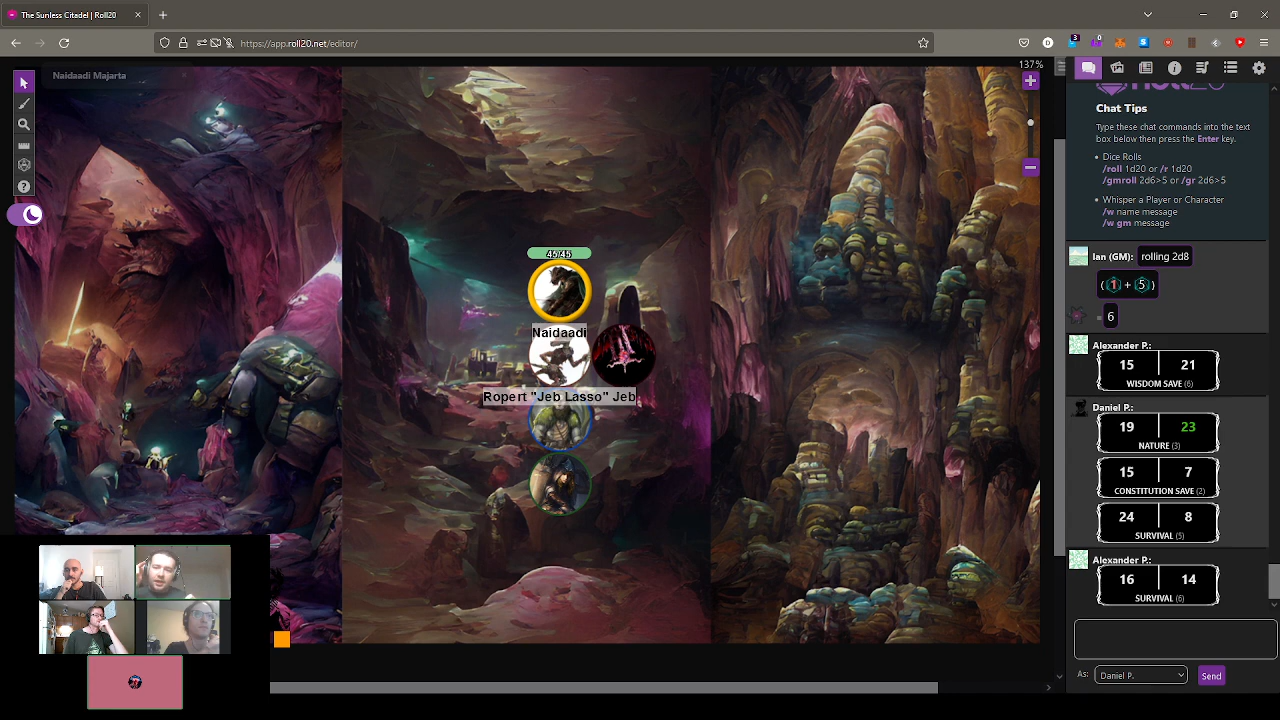 The Sunless Citadel | Roll20
https://app.roll20.net/editor/
3
0
D
S
Naidaadi Majarta
137%
Chat Tips
Type these chat commands into the text
box below then press the Enter key.
Dice Rolls
/roll 1d20 or /r 1d20
/gmroll 2d6>5 or /gr 2d6>5
Whisper a Player or Character
/w name message
/w gm message
Ian (GM): rolling 2d8
(1 + 5)
= 6
Alexander P.:
15 21
WISDOM SAVE (6)
Daniel P.:
19 23
NATURE (3)
15 7
CONSTITUTION SAVE (2)
24 8
SURVIVAL (5)
Alexander P.:
16 14
SURVIVAL (6)
As: Daniel P. Send
45/45
Naidaadi
Ropert "Jeb Lasso" Jeb